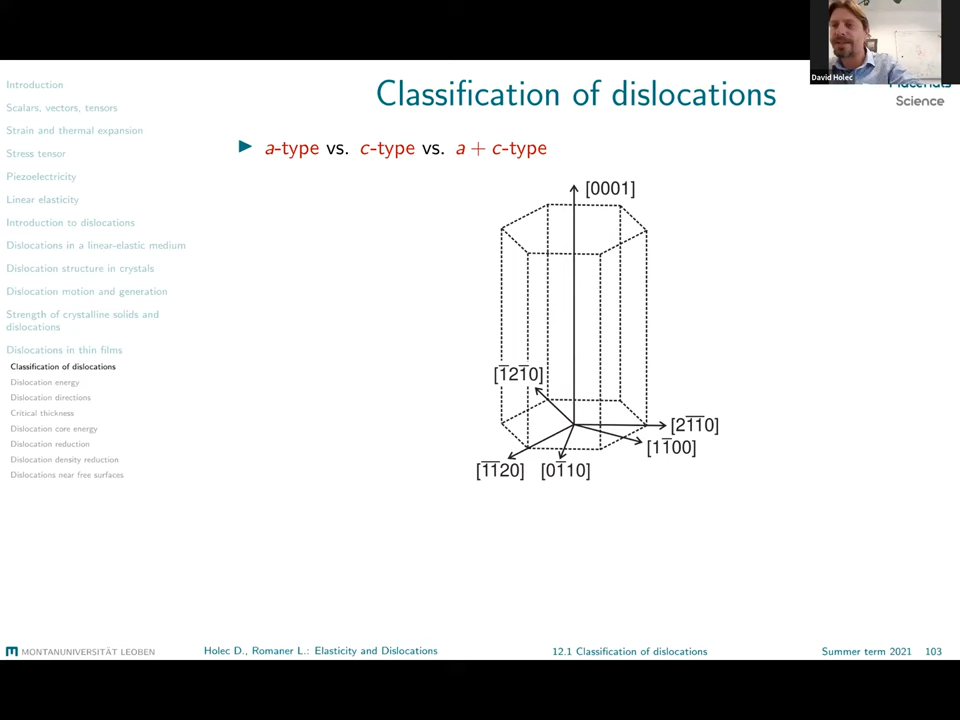 David Holec
Materials
Science
Classification of dislocations
Introduction
Scalars, vectors, tensors
Strain and thermal expansion
Stress tensor
Piezoelectricity
Linear elasticity
Introduction to dislocations
Dislocations in a linear-elastic medium
Dislocation structure in crystals
Dislocation motion and generation
Strength of crystalline solids and
dislocations
Dislocations in thin films
Classification of dislocations
Dislocation energy
Dislocation directions
Critical thickness
Dislocation core energy
Dislocation reduction
Dislocation density reduction
Dislocations near free surfaces
▶ a-type vs. c-type vs. a + c-type
[0001]
[1̅21̅0]
[21̅1̅0]
[11̅00]
[1̅1̅20] [01̅10]
MONTANUNIVERSITÄT LEOBEN Holec D., Romaner L.: Elasticity and Dislocations 12.1 Classification of dislocations Summer term 2021 103